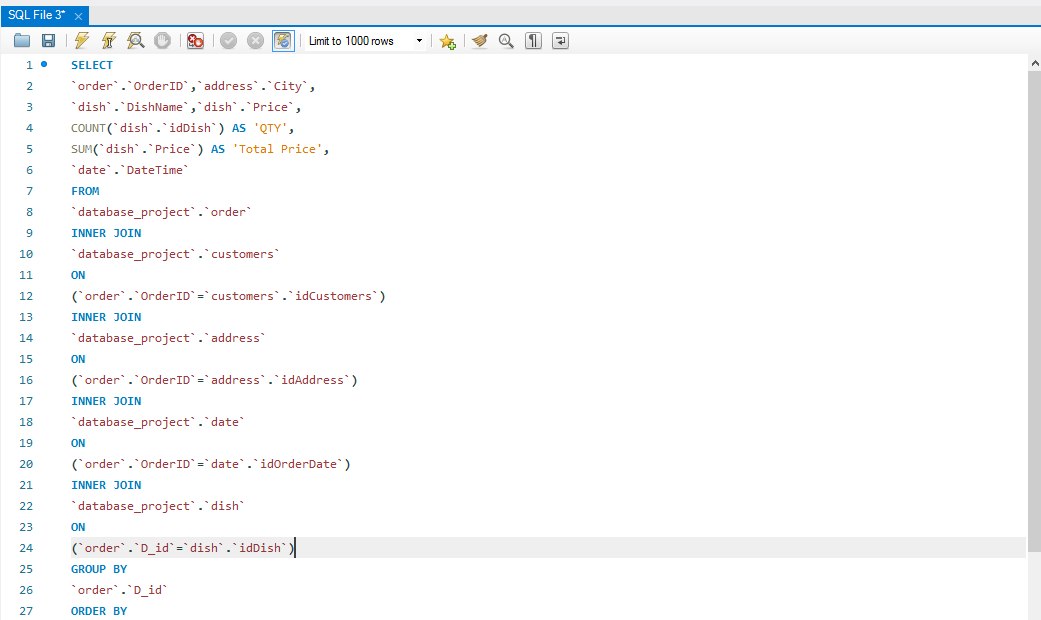 SQL File 3*
Limit to 1000 rows
1 SELECT
2 `order`.`OrderID`,`address`.`City`,
3 `dish`.`DishName`,`dish`.`Price`,
4 COUNT(`dish`.`idDish`) AS 'QTY',
5 SUM(`dish`.`Price`) AS 'Total Price',
6 `date`.`DateTime`
7 FROM
8 `database_project`.`order`
9 INNER JOIN
10 `database_project`.`customers`
11 ON
12 (`order`.`OrderID`=`customers`.`idCustomers`)
13 INNER JOIN
14 `database_project`.`address`
15 ON
16 (`order`.`OrderID`=`address`.`idAddress`)
17 INNER JOIN
18 `database_project`.`date`
19 ON
20 (`order`.`OrderID`=`date`.`idOrderDate`)
21 INNER JOIN
22 `database_project`.`dish`
23 ON
24 (`order`.`D_id`=`dish`.`idDish`)
25 GROUP BY
26 `order`.`D_id`
27 ORDER BY